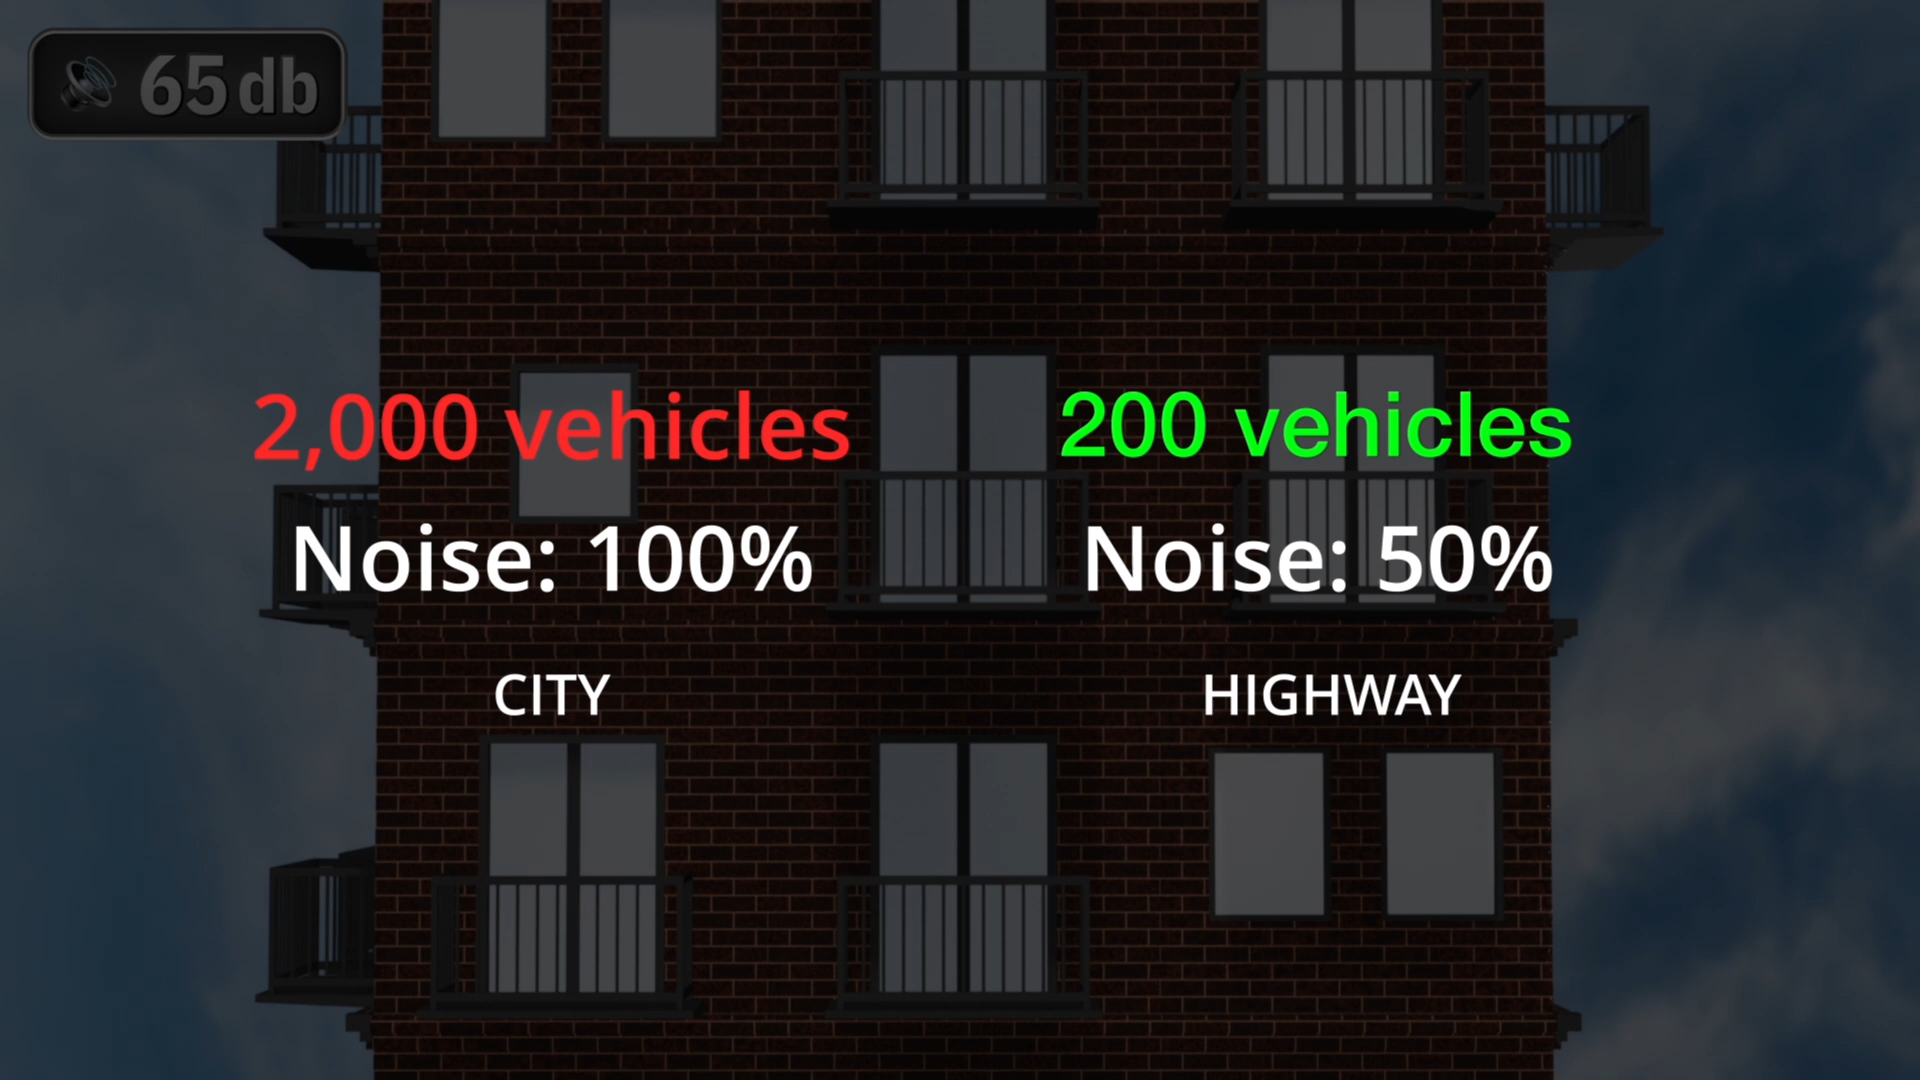 65 db
2,000 vehicles
Noise: 100%
CITY
200 vehicles
Noise: 50%
HIGHWAY